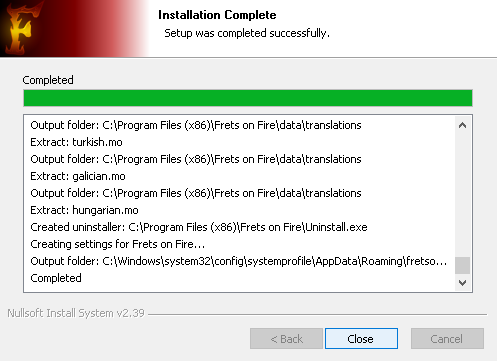 Installation Complete
Setup was completed successfully.
Completed
Output folder: C:\Program Files (x86)\Frets on Fire\data\translations
Extract: turkish.mo
Output folder: C:\Program Files (x86)\Frets on Fire\data\translations
Extract: galician.mo
Output folder: C:\Program Files (x86)\Frets on Fire\data\translations
Extract: hungarian.mo
Created uninstaller: C:\Program Files (x86)\Frets on Fire\Uninstall.exe
Creating settings for Frets on Fire...
Output folder: C:\Windows\system32\config\systemprofile\AppData\Roaming\fretso...
Completed
Nullsoft Install System v2.39
< Back Close Cancel